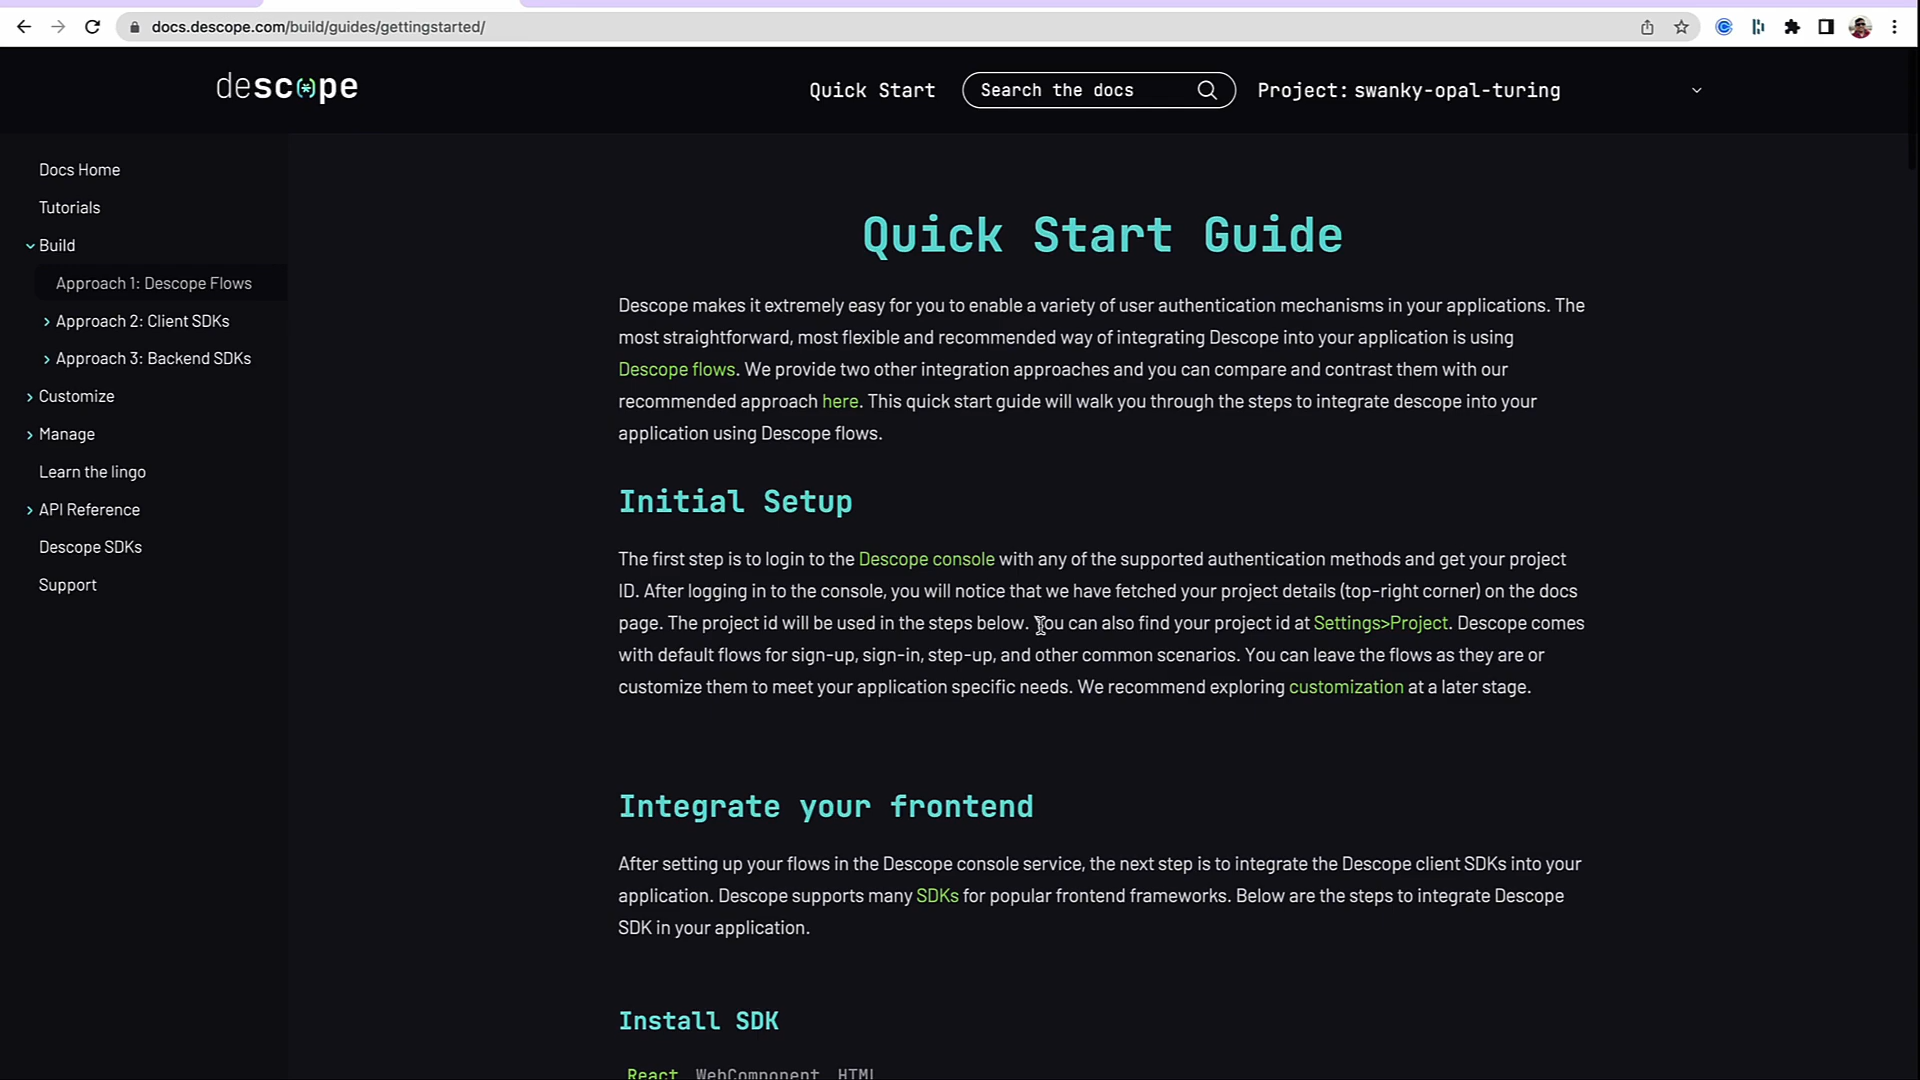 docs.descope.com/build/guides/gettingstarted/
descope
Quick Start
Search the docs
Project: swanky-opal-turing
Docs Home
Tutorials
Build
Approach 1: Descope Flows
Approach 2: Client SDKs
Approach 3: Backend SDKs
Customize
Manage
Learn the lingo
API Reference
Descope SDKs
Support
Quick Start Guide
Descope makes it extremely easy for you to enable a variety of user authentication mechanisms in your applications. The
most straightforward, most flexible and recommended way of integrating Descope into your application is using
Descope flows. We provide two other integration approaches and you can compare and contrast them with our
recommended approach here. This quick start guide will walk you through the steps to integrate descope into your
application using Descope flows.
Initial Setup
The first step is to login to the Descope console with any of the supported authentication methods and get your project
ID. After logging in to the console, you will notice that we have fetched your project details (top-right corner) on the docs
page. The project id will be used in the steps below. You can also find your project id at Settings>Project. Descope comes
with default flows for sign-up, sign-in, step-up, and other common scenarios. You can leave the flows as they are or
customize them to meet your application specific needs. We recommend exploring customization at a later stage.
Integrate your frontend
After setting up your flows in the Descope console service, the next step is to integrate the Descope client SDKs into your
application. Descope supports many SDKs for popular frontend frameworks. Below are the steps to integrate Descope
SDK in your application.
Install SDK
React WebComponent HTML